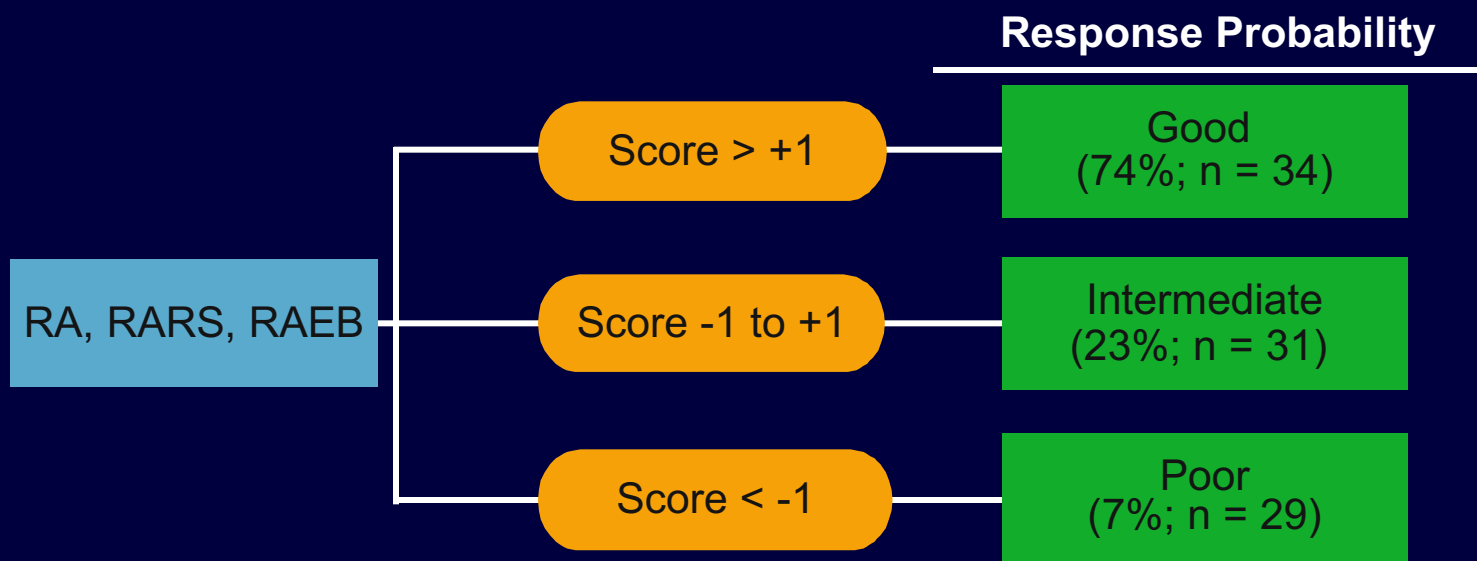 Response Probability
RA, RARS, RAEB
Score > +1
Good
(74%; n = 34)
Score -1 to +1
Intermediate
(23%; n = 31)
Score < -1
Poor
(7%; n = 29)